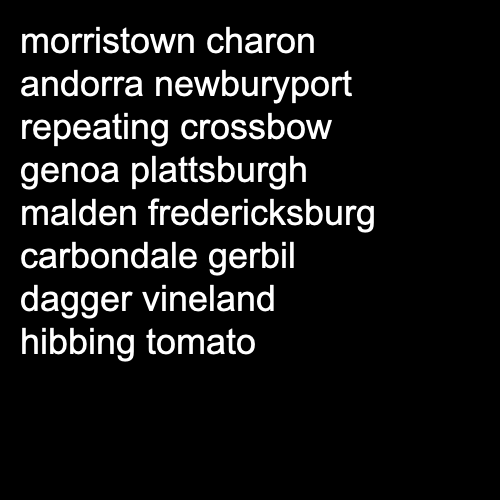 morristown charon
andorra newburyport
repeating crossbow
genoa plattsburgh
malden fredericksburg
carbondale gerbil
dagger vineland
hibbing tomato